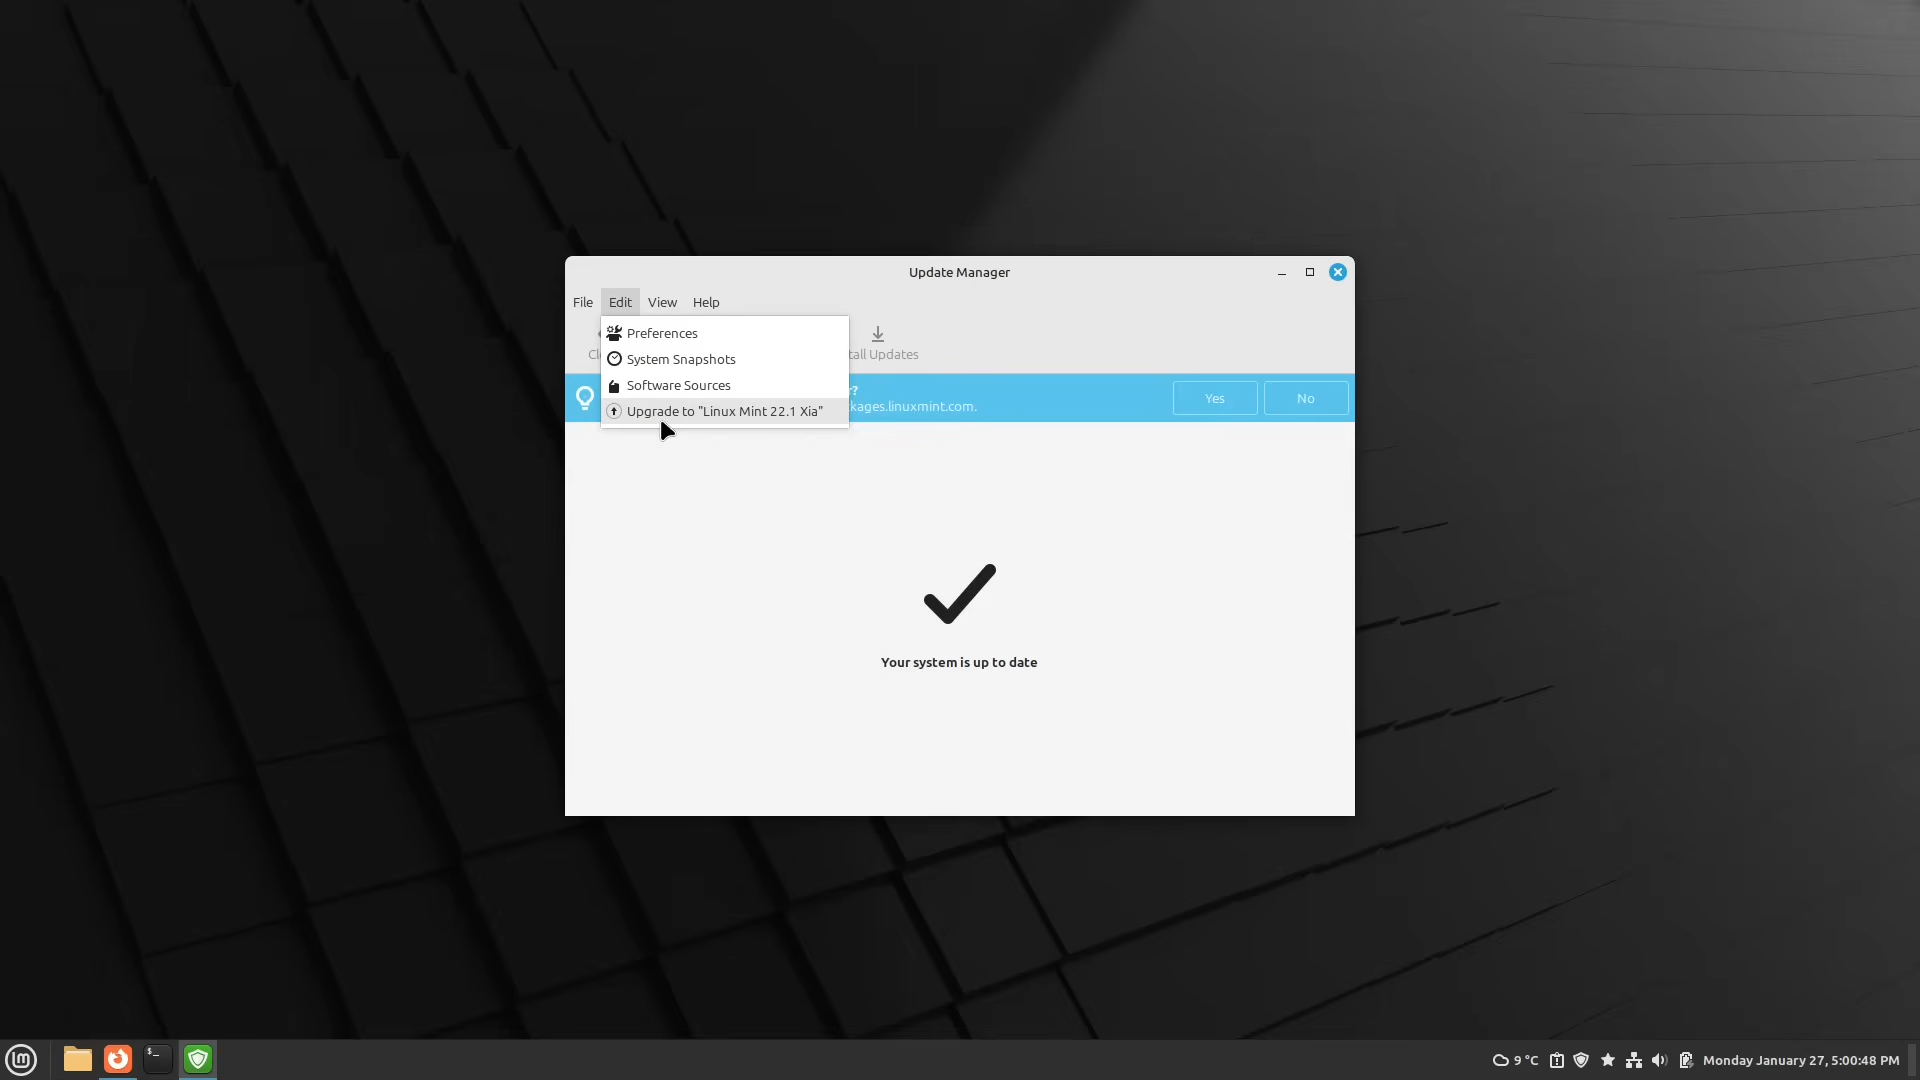 Update Manager
File Edit View Help
Preferences
System Snapshots
Software Sources
Upgrade to "Linux Mint 22.1 Xia"
Cl
tall Updates
r?
kages.linuxmint.com.
Yes
No
Your system is up to date
lm
$_
9 °C
Monday January 27, 5:00:48 PM